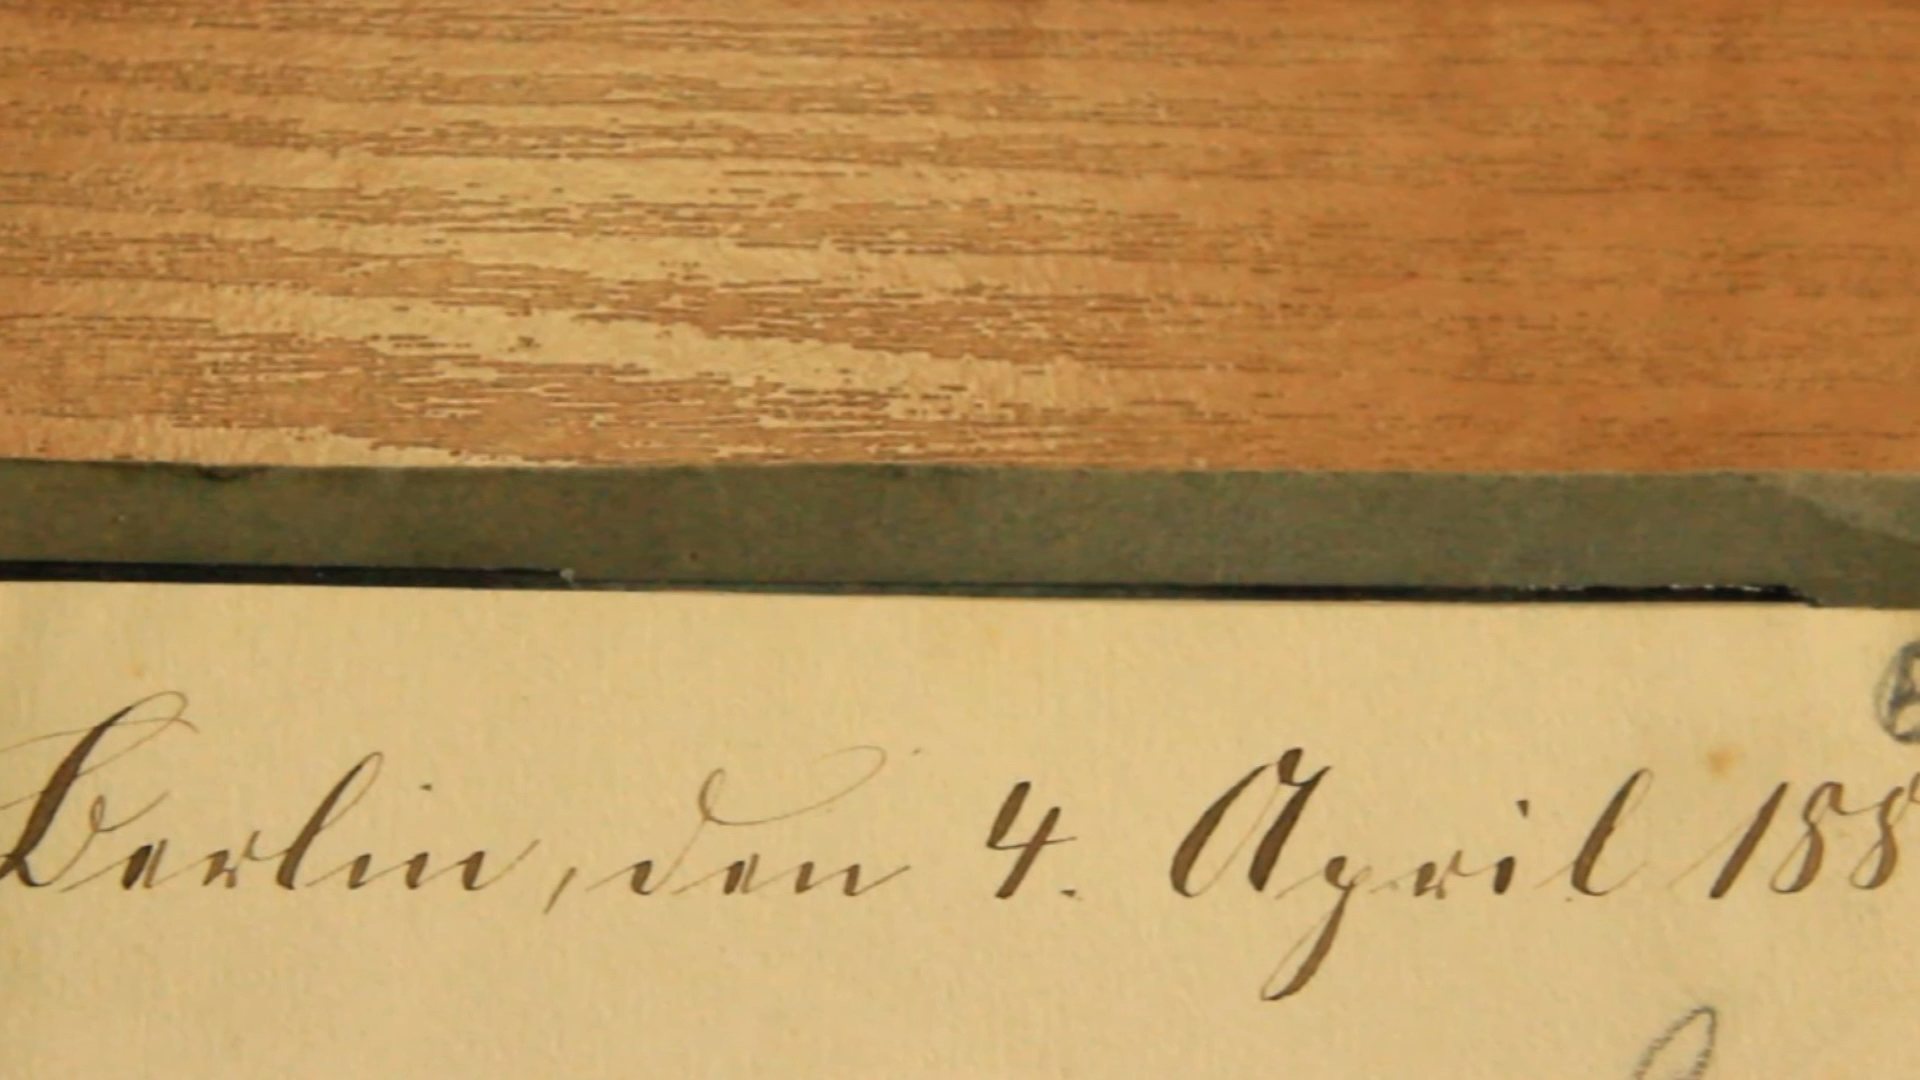 Berlin, den 4. April 188